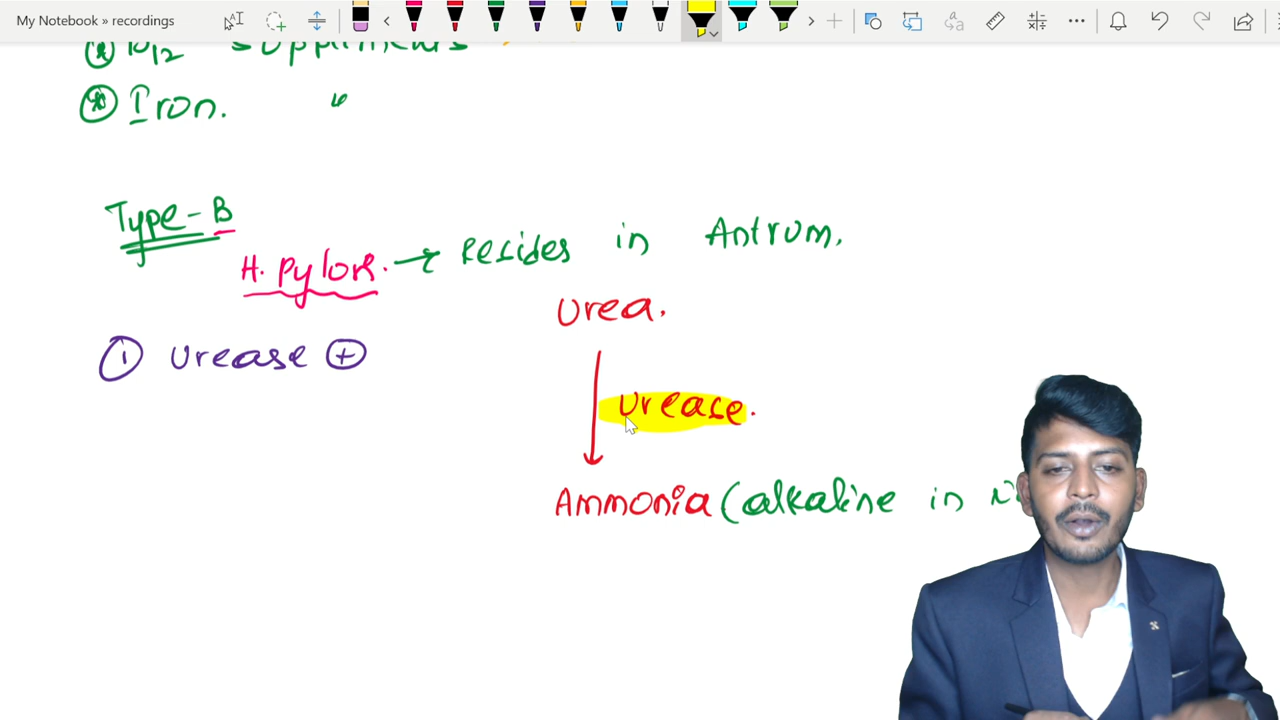 My Notebook » recordings
Iron. "
Type-B
H. Pylori. → resides in Antrum.
Urea.
① Urease ⊕
Urease.
Ammonia (alkaline in